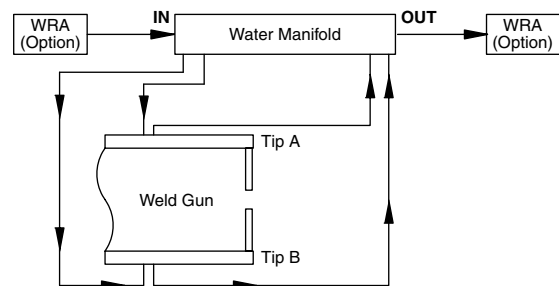 IN
OUT
WRA
(Option)
Water Manifold
WRA
(Option)
Tip A
Weld Gun
Tip B